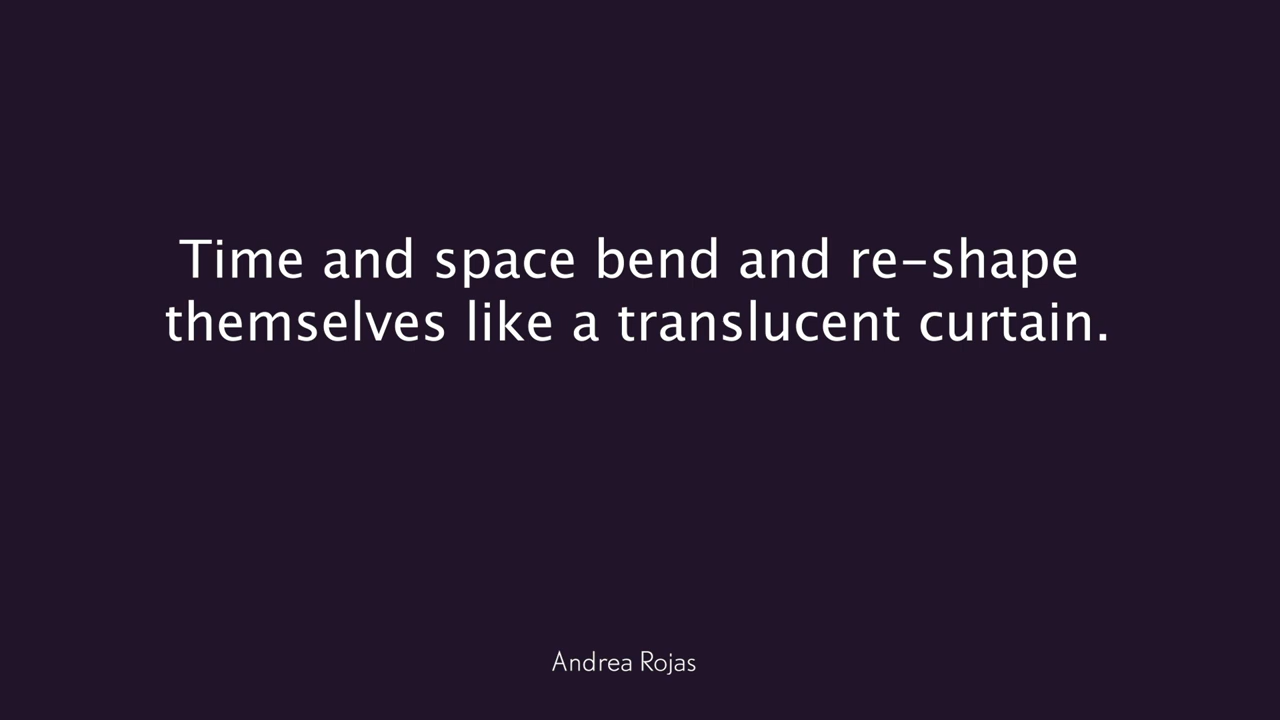 Time and space bend and re-shape
themselves like a translucent curtain.
Andrea Rojas